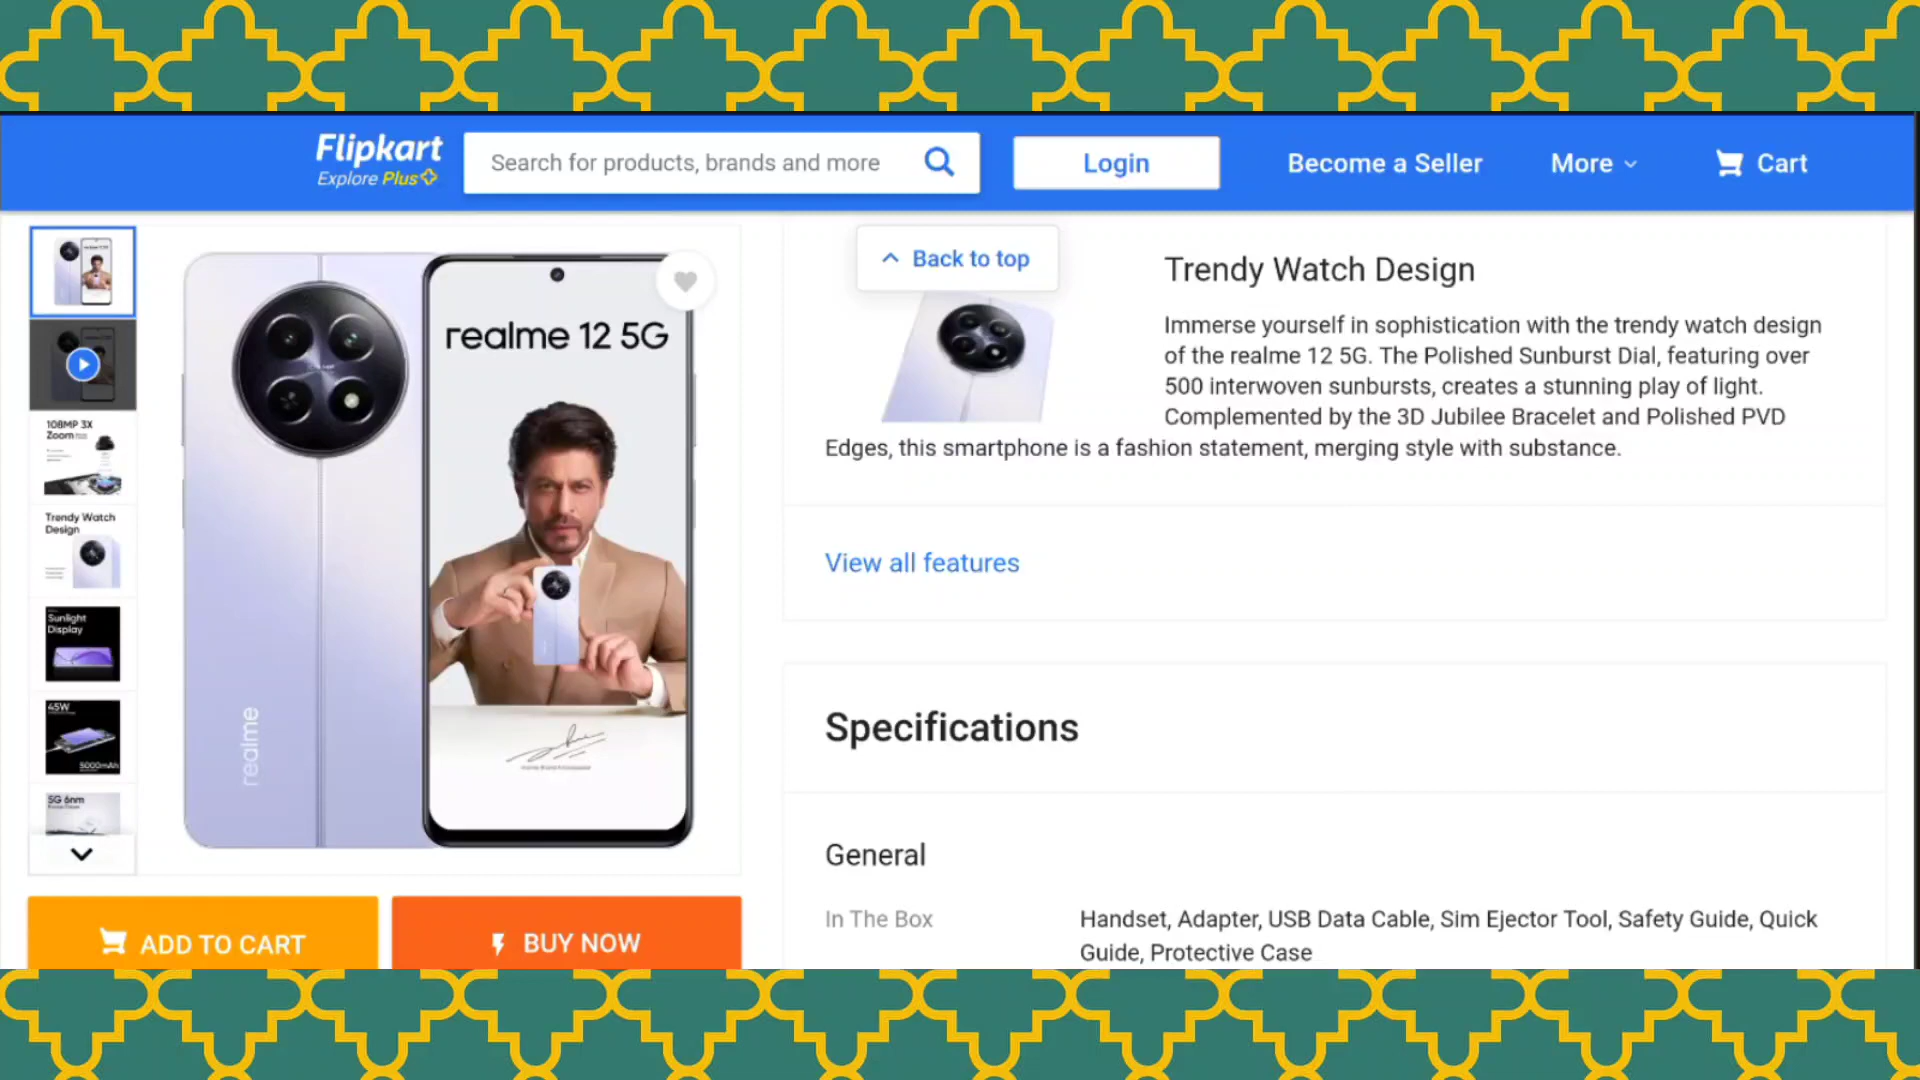 Flipkart
Explore Plus
Search for products, brands and more
Login
Become a Seller
More
Cart
108MP 3X
Zoom
Trendy Watch
Design
Sunlight
Display
45W
5000mAh
5G 6nm
realme 12 5G
realme
ADD TO CART
BUY NOW
Back to top
Trendy Watch Design
Immerse yourself in sophistication with the trendy watch design
of the realme 12 5G. The Polished Sunburst Dial, featuring over
500 interwoven sunbursts, creates a stunning play of light.
Complemented by the 3D Jubilee Bracelet and Polished PVD
Edges, this smartphone is a fashion statement, merging style with substance.
View all features
Specifications
General
In The Box
Handset, Adapter, USB Data Cable, Sim Ejector Tool, Safety Guide, Quick
Guide, Protective Case